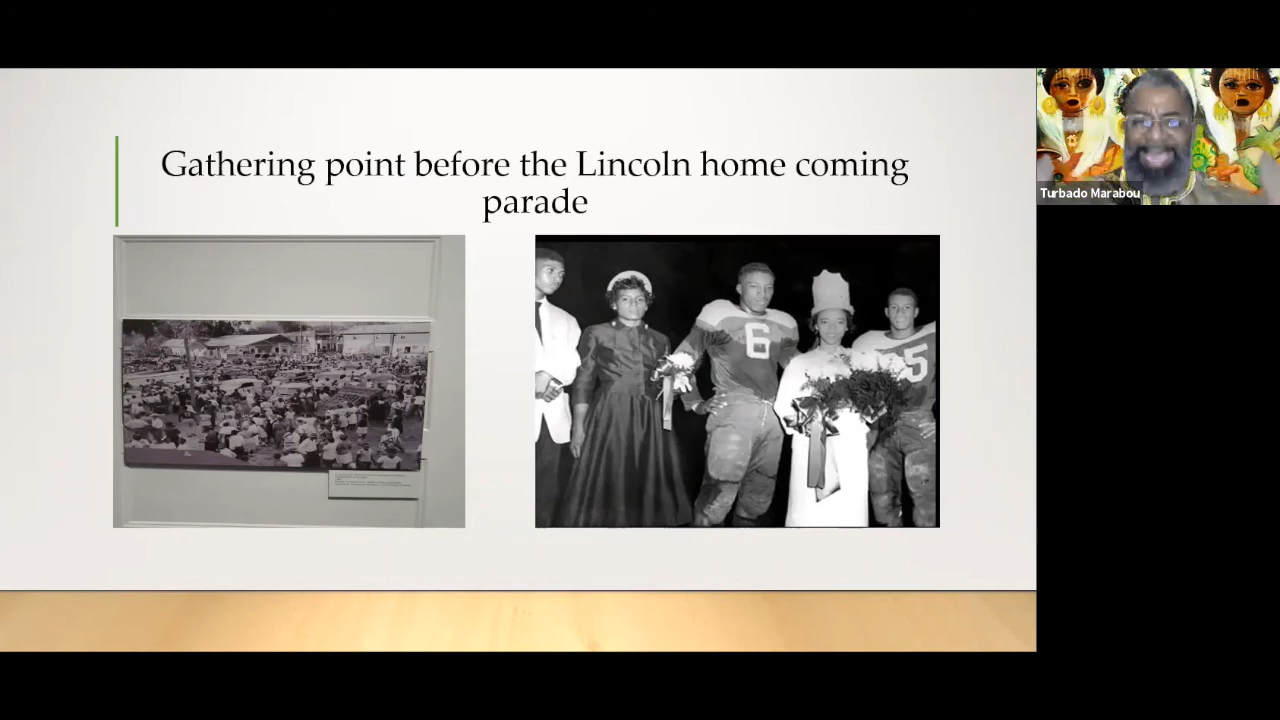 Gathering point before the Lincoln home coming
parade
6
5
Turbado Marabou